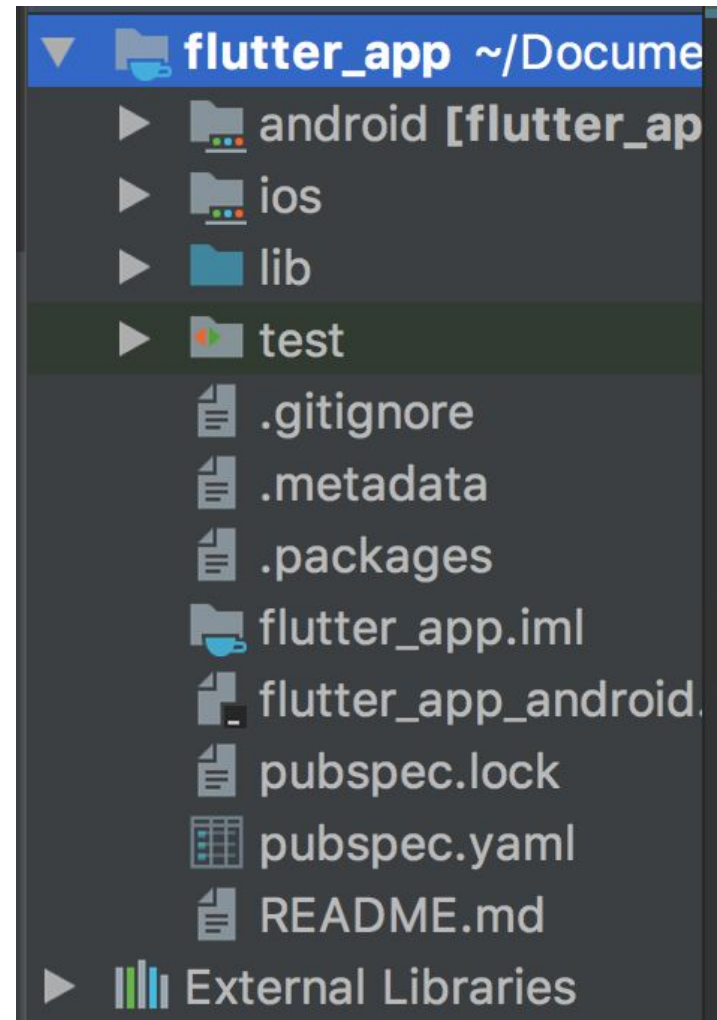 flutter_app ~/Docume
android [flutter_ap
ios
lib
test
.gitignore
.metadata
.packages
flutter_app.iml
flutter_app_android.
pubspec.lock
pubspec.yaml
README.md
External Libraries